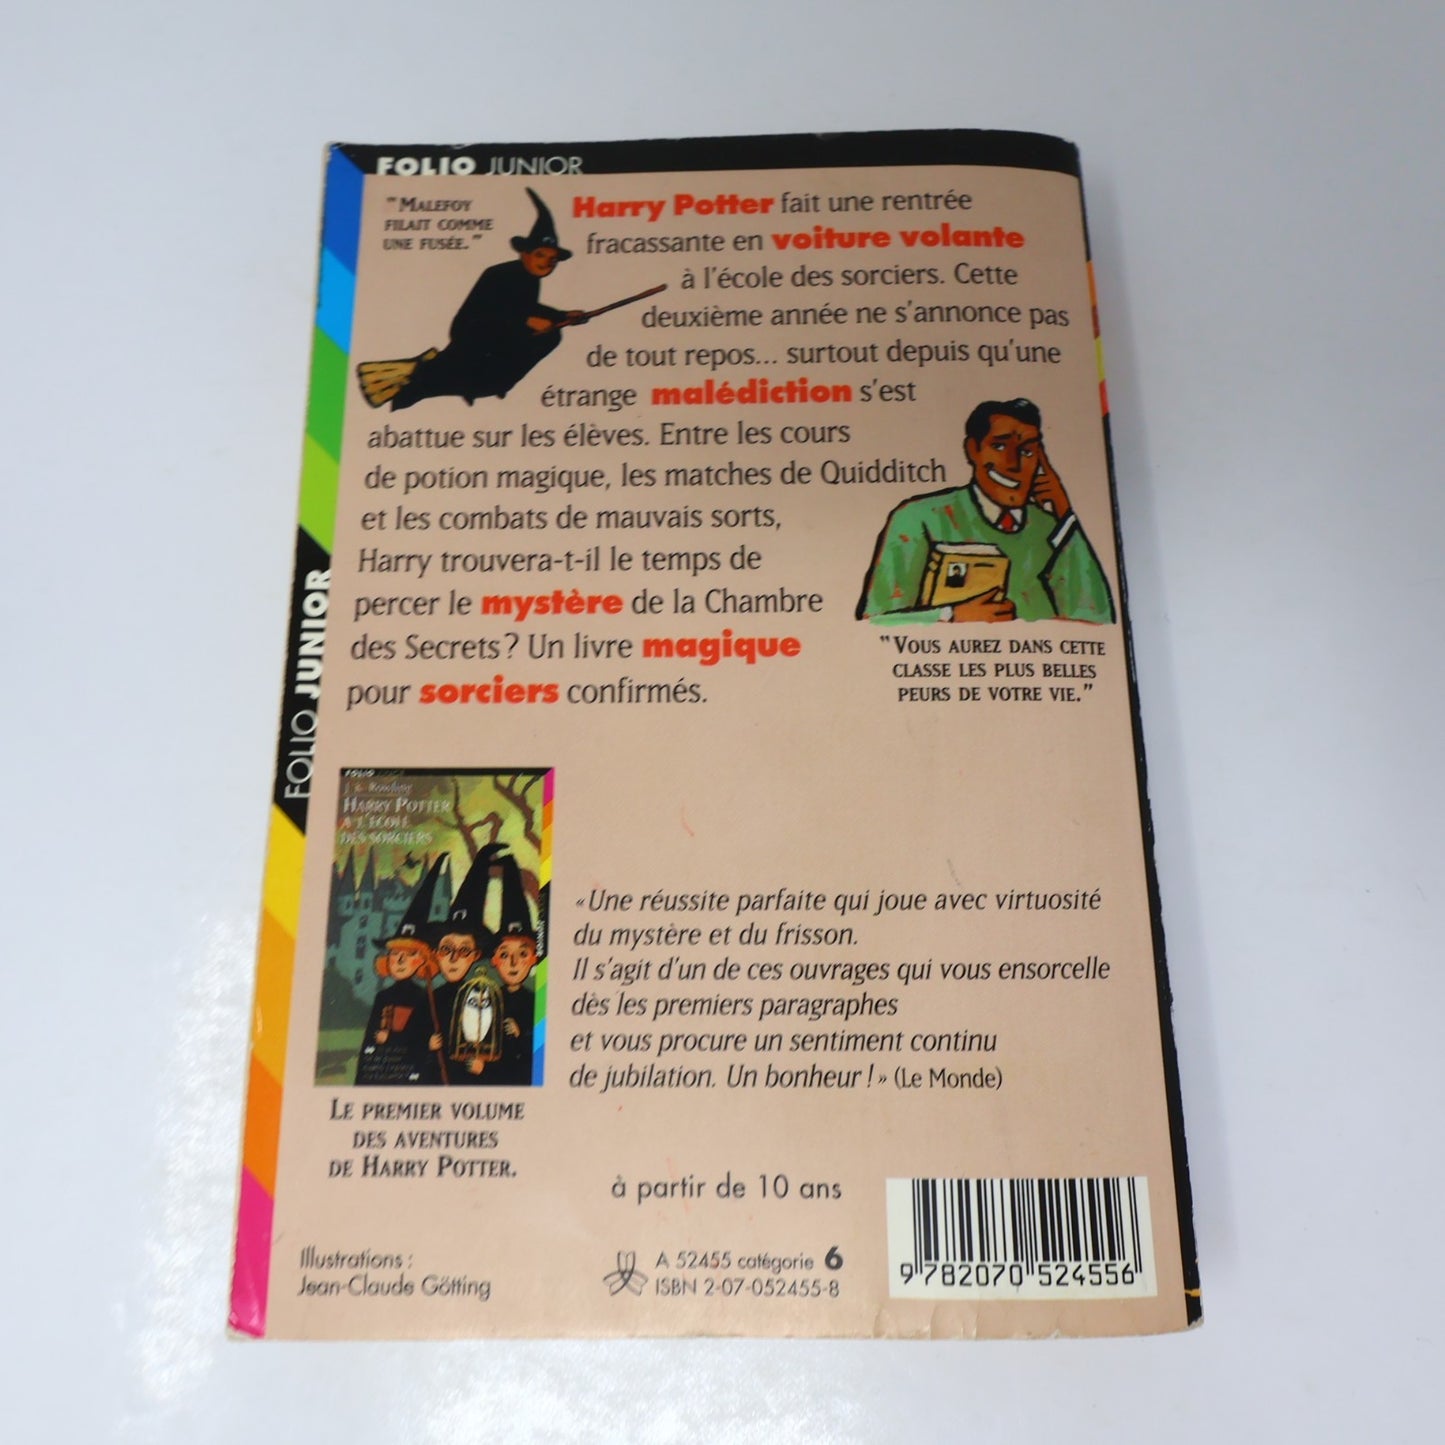 FOLIO JUNIOR
"MALEFOY
FILAIT COMME
UNE FUSÉE."
Harry Potter fait une rentrée
fracassante en voiture volante
à l'école des sorciers. Cette
deuxième année ne s'annonce pas
de tout repos... surtout depuis qu'une
étrange malédiction s'est
abattue sur les élèves. Entre les cours
de potion magique, les matches de Quidditch
et les combats de mauvais sorts,
Harry trouvera-t-il le temps de
percer le mystère de la Chambre
des Secrets ? Un livre magique
pour sorciers confirmés.
"VOUS AUREZ DANS CETTE
CLASSE LES PLUS BELLES
PEURS DE VOTRE VIE."
FOLIO JUNIOR
FOLIO
J. K. Rowling
HARRY POTTER
À L'ÉCOLE
DES SORCIERS
JUNIOR
LE PREMIER VOLUME
DES AVENTURES
DE HARRY POTTER.
«Une réussite parfaite qui joue avec virtuosité
du mystère et du frisson.
Il s'agit d'un de ces ouvrages qui vous ensorcelle
dès les premiers paragraphes
et vous procure un sentiment continu
de jubilation. Un bonheur !» (Le Monde)
à partir de 10 ans
Illustrations :
Jean-Claude Götting
A 52455 catégorie 6
ISBN 2-07-052455-8
9 782070 524556